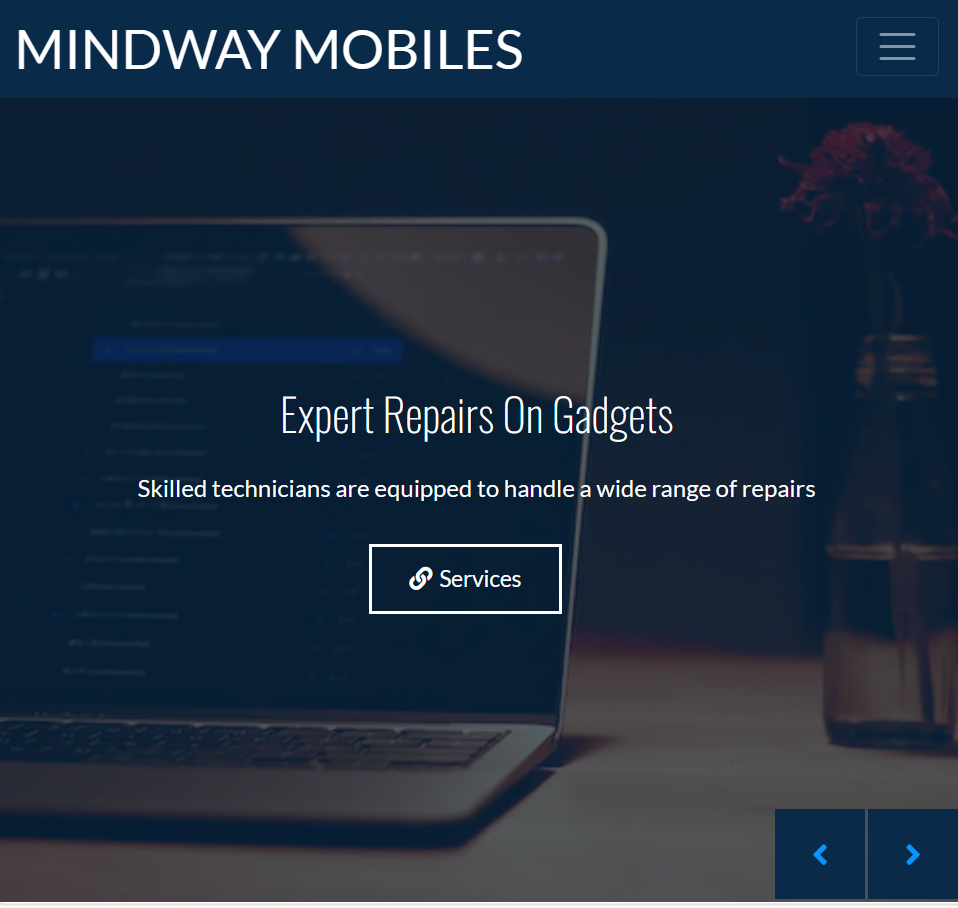 MINDWAY MOBILES
Expert Repairs On Gadgets
Skilled technicians are equipped to handle a wide range of repairs
Services